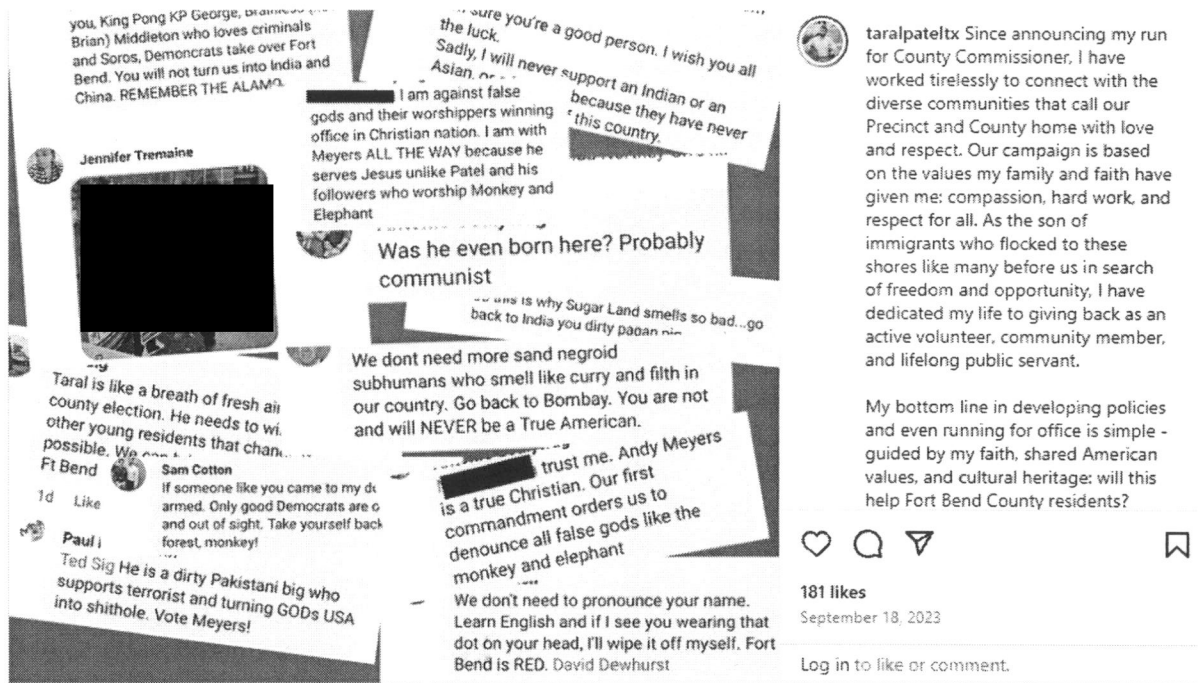 you, King Pong KP George,
Brian) Middleton who loves criminals
and Soros, Demoncrats take over Fort
Bend. You will not turn us into India and
China. REMEMBER THE ALAMO
sure you're a good person. I wish you all
the luck.
Sadly, I will never support an Indian or an
Asian,
because they have never
this country.
I am against false
gods and their worshippers winning
office in Christian nation. I am with
Meyers ALL THE WAY because he
serves Jesus unlike Patel and his
followers who worship Monkey and
Elephant
Jennifer Tremaine
Was he even born here? Probably
communist
this is why Sugar Land smells so bad...go
back to India you dirty pagan
We dont need more sand negroid
subhumans who smell like curry and filth in
our country. Go back to Bombay. You are not
and will NEVER be a True American.
Taral is like a breath of fresh
county election. He needs to
other young residents that
possible.
Ft Bend
1d Like
Sam Cotton
If someone like you came to my
armed. Only good Democrats are
and out of sight. Take yourself back
forest, monkey!
trust me. Andy Meyers
is a true Christian. Our first
commandment orders us to
denounce all false gods like the
monkey and elephant
Paul
Ted Sig He is a dirty Pakistani big who
supports terrorist and turning GODs USA
into shithole. Vote Meyers!
We don't need to pronounce your name.
Learn English and if I see you wearing that
dot on your head, I'll wipe it off myself. Fort
Bend is RED. David Dewhurst
taralpateltx Since announcing my run
for County Commissioner, I have
worked tirelessly to connect with the
diverse communities that call our
Precinct and County home with love
and respect. Our campaign is based
on the values my family and faith have
given me: compassion, hard work, and
respect for all. As the son of
immigrants who flocked to these
shores like many before us in search
of freedom and opportunity, I have
dedicated my life to giving back as an
active volunteer, community member,
and lifelong public servant.
My bottom line in developing policies
and even running for office is simple -
guided by my faith, shared American
values, and cultural heritage: will this
help Fort Bend County residents?
181 likes
September 18, 2023
Log in to like or comment.